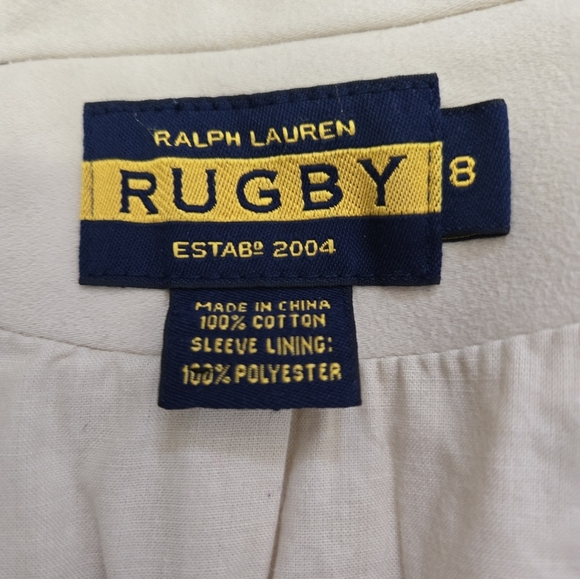 RALPH LAUREN
RUGBY
8
ESTABº 2004
MADE IN CHINA
100% COTTON
SLEEVE LINING:
100% POLYESTER